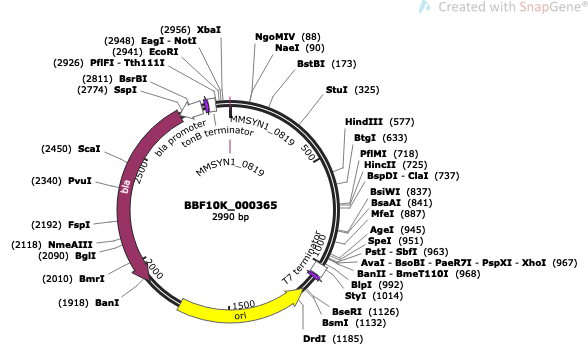 Created with SnapGene®
(2956) XbaI
(2948) EagI - NotI
(2941) EcoRI
(2926) PflFI - Tth111I
(2811) BsrBI
(2774) SspI
(2450) ScaI
(2340) PvuI
(2192) FspI
(2118) NmeAIII
(2090) BglI
(2010) BmrI
(1918) BanI
NgoMIV (88)
NaeI (90)
BstBI (173)
StuI (325)
HindIII (577)
BtgI (633)
PflMI (718)
HincII (725)
BspDI - ClaI (737)
BsiWI (837)
BsaAI (841)
MfeI (887)
AgeI (945)
SpeI (951)
PstI - SbfI (963)
AvaI - BsoBI - PaeR7I - PspXI - XhoI (967)
BanII - BmeT110I (968)
BlpI (992)
StyI (1014)
BseRI (1126)
BsmI (1132)
DrdI (1185)
bla promoter
tonB terminator
MMSYN1_0819
MMSYN1_0819
BBF10K_000365
2990 bp
T7 terminator
bla
ori
500
1000
1500
2000
2500